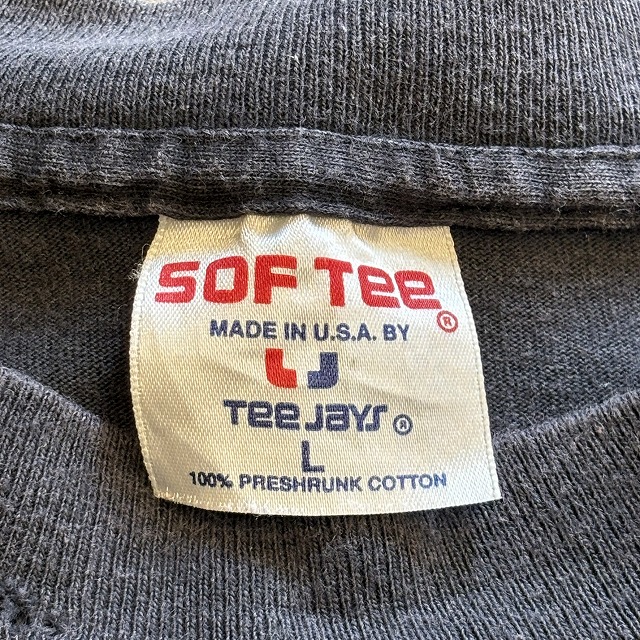 SOF TEE ®
MADE IN U.S.A. BY
TEE JAYS ®
L
100% PRESHRUNK COTTON